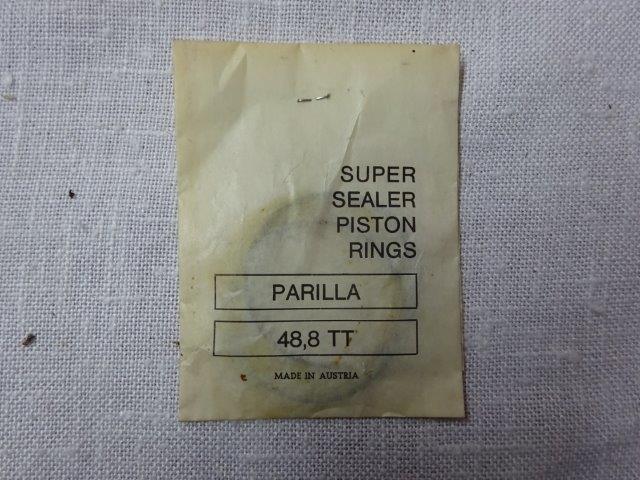 SUPER
SEALER
PISTON
RINGS
PARILLA
48,8 TT
MADE IN AUSTRIA